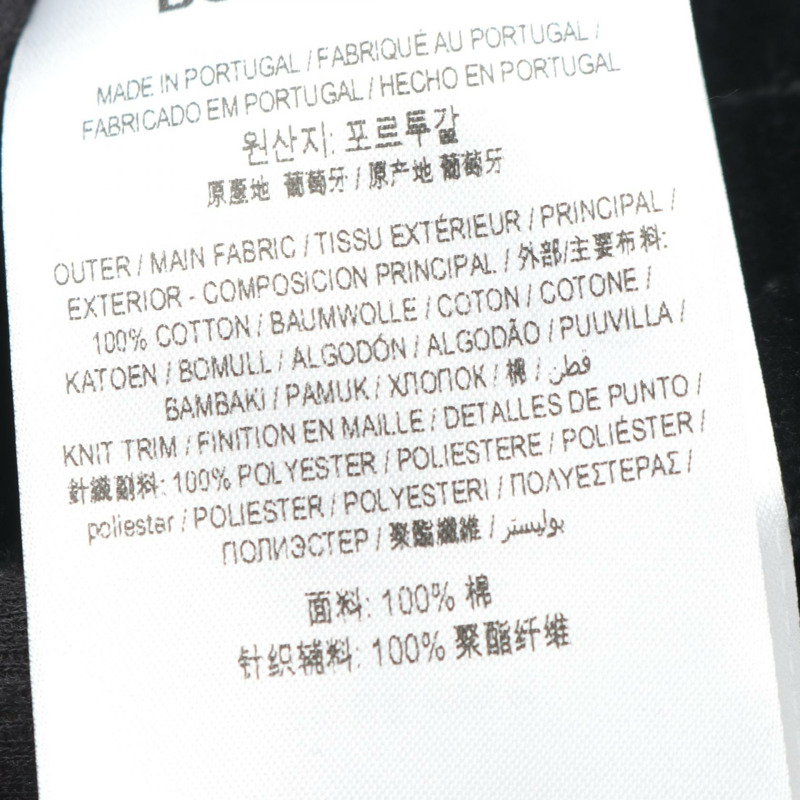 MADE IN PORTUGAL / FABRIQUÉ AU PORTUGAL /
FABRICADO EM PORTUGAL / HECHO EN PORTUGAL
원산지: 포르투갈
原產地 葡萄牙 / 原产地 葡萄牙
OUTER / MAIN FABRIC / TISSU EXTÉRIEUR / PRINCIPAL /
EXTERIOR - COMPOSICION PRINCIPAL / 外部/主要布料:
100% COTTON / BAUMWOLLE / COTON / COTONE /
KATOEN / BOMULL / ALGODÓN / ALGODÃO / PUUVILLA /
BAMBAKI / PAMUK / ХЛОПОК / 棉 / قطن
KNIT TRIM / FINITION EN MAILLE / DETALLES DE PUNTO /
針織副料: 100% POLYESTER / POLIESTERE / POLIÉSTER /
poliester / POLIESTER / POLYESTERI / ΠΟΛΥΕΣΤΕΡΑΣ /
ПОЛИЭСТЕР / 聚酯纖維 / بوليستر
面料: 100% 棉
针织辅料: 100% 聚酯纤维